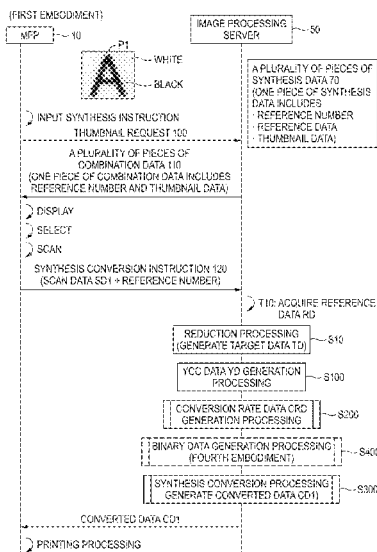 (FIRST EMBODIMENT)
MFP 10
IMAGE PROCESSING
SERVER 50
P1
A
WHITE
BLACK
A PLURALITY OF PIECES OF
SYNTHESIS DATA 70
(ONE PIECE OF SYNTHESIS
DATA INCLUDES
· REFERENCE NUMBER
· REFERENCE DATA
· THUMBNAIL DATA)
INPUT SYNTHESIS INSTRUCTION
THUMBNAIL REQUEST 100
A PLURALITY OF PIECES OF
COMBINATION DATA 110
(ONE PIECE OF COMBINATION DATA INCLUDES
REFERENCE NUMBER AND THUMBNAIL DATA)
DISPLAY
SELECT
SCAN
SYNTHESIS CONVERSION INSTRUCTION 120
(SCAN DATA SD1 + REFERENCE NUMBER)
T10: ACQUIRE REFERENCE
DATA RD
REDUCTION PROCESSING
(GENERATE TARGET DATA TD) S10
YCC DATA YD GENERATION
PROCESSING S100
CONVERSION RATE DATA CRD
GENERATION PROCESSING S200
BINARY DATA GENERATION PROCESSING
(FOURTH EMBODIMENT) S400
SYNTHESIS CONVERSION PROCESSING
GENERATE CONVERTED DATA CD1) S300
CONVERTED DATA CD1
PRINTING PROCESSING